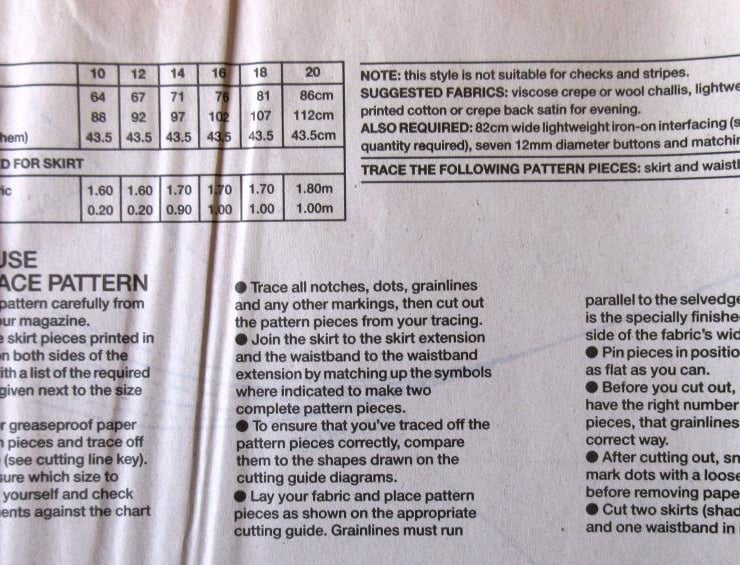 10 12 14 16 18 20
64 67 71 76 81 86cm
88 92 97 102 107 112cm
hem) 43.5 43.5 43.5 43.5 43.5 43.5cm
D FOR SKIRT
ic 1.60 1.60 1.70 1.70 1.70 1.80m
0.20 0.20 0.90 1.00 1.00 1.00m
NOTE: this style is not suitable for checks and stripes.
SUGGESTED FABRICS: viscose crepe or wool challis, lightwe
printed cotton or crepe back satin for evening.
ALSO REQUIRED: 82cm wide lightweight iron-on interfacing (s
quantity required), seven 12mm diameter buttons and matchin
TRACE THE FOLLOWING PATTERN PIECES: skirt and waistb
USE
ACE PATTERN
pattern carefully from
ur magazine.
e skirt pieces printed in
on both sides of the
ith a list of the required
given next to the size
r greaseproof paper
n pieces and trace off
(see cutting line key).
sure which size to
yourself and check
ents against the chart
● Trace all notches, dots, grainlines
and any other markings, then cut out
the pattern pieces from your tracing.
● Join the skirt to the skirt extension
and the waistband to the waistband
extension by matching up the symbols
where indicated to make two
complete pattern pieces.
● To ensure that you've traced off the
pattern pieces correctly, compare
them to the shapes drawn on the
cutting guide diagrams.
● Lay your fabric and place pattern
pieces as shown on the appropriate
cutting guide. Grainlines must run
parallel to the selvedge
is the specially finishe
side of the fabric's wid
● Pin pieces in positio
as flat as you can.
● Before you cut out,
have the right number
pieces, that grainlines
correct way.
● After cutting out, sn
mark dots with a loose
before removing pape
● Cut two skirts (shad
and one waistband in